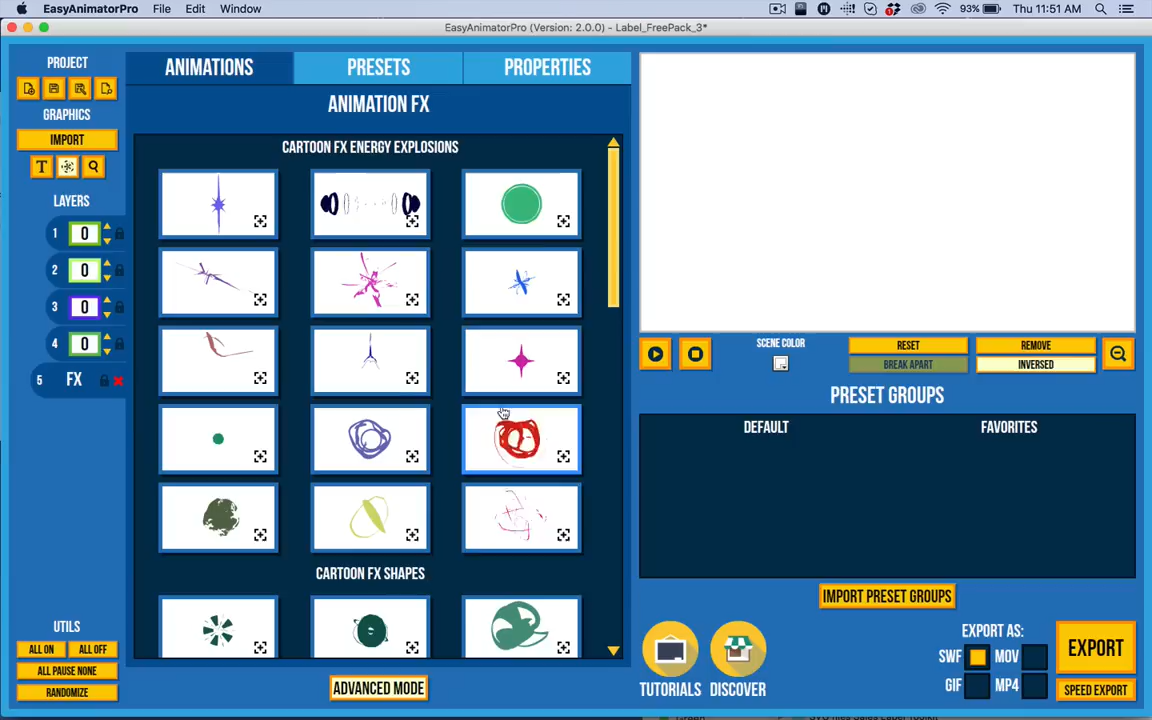 EasyAnimatorPro File Edit Window
93% Thu 11:51 AM
EasyAnimatorPro (Version: 2.0.0) - Label_FreePack_3*
PROJECT
ANIMATIONS PRESETS PROPERTIES
ANIMATION FX
GRAPHICS
IMPORT
T
CARTOON FX ENERGY EXPLOSIONS
LAYERS
1 0
2 0
3 0
4 0
5 FX
CARTOON FX SHAPES
UTILS
ALL ON ALL OFF
ALL PAUSE NONE
RANDOMIZE
ADVANCED MODE
SCENE COLOR
RESET REMOVE
BREAK APART INVERSED
PRESET GROUPS
DEFAULT FAVORITES
IMPORT PRESET GROUPS
TUTORIALS DISCOVER
EXPORT AS:
SWF MOV
GIF MP4
EXPORT
SPEED EXPORT